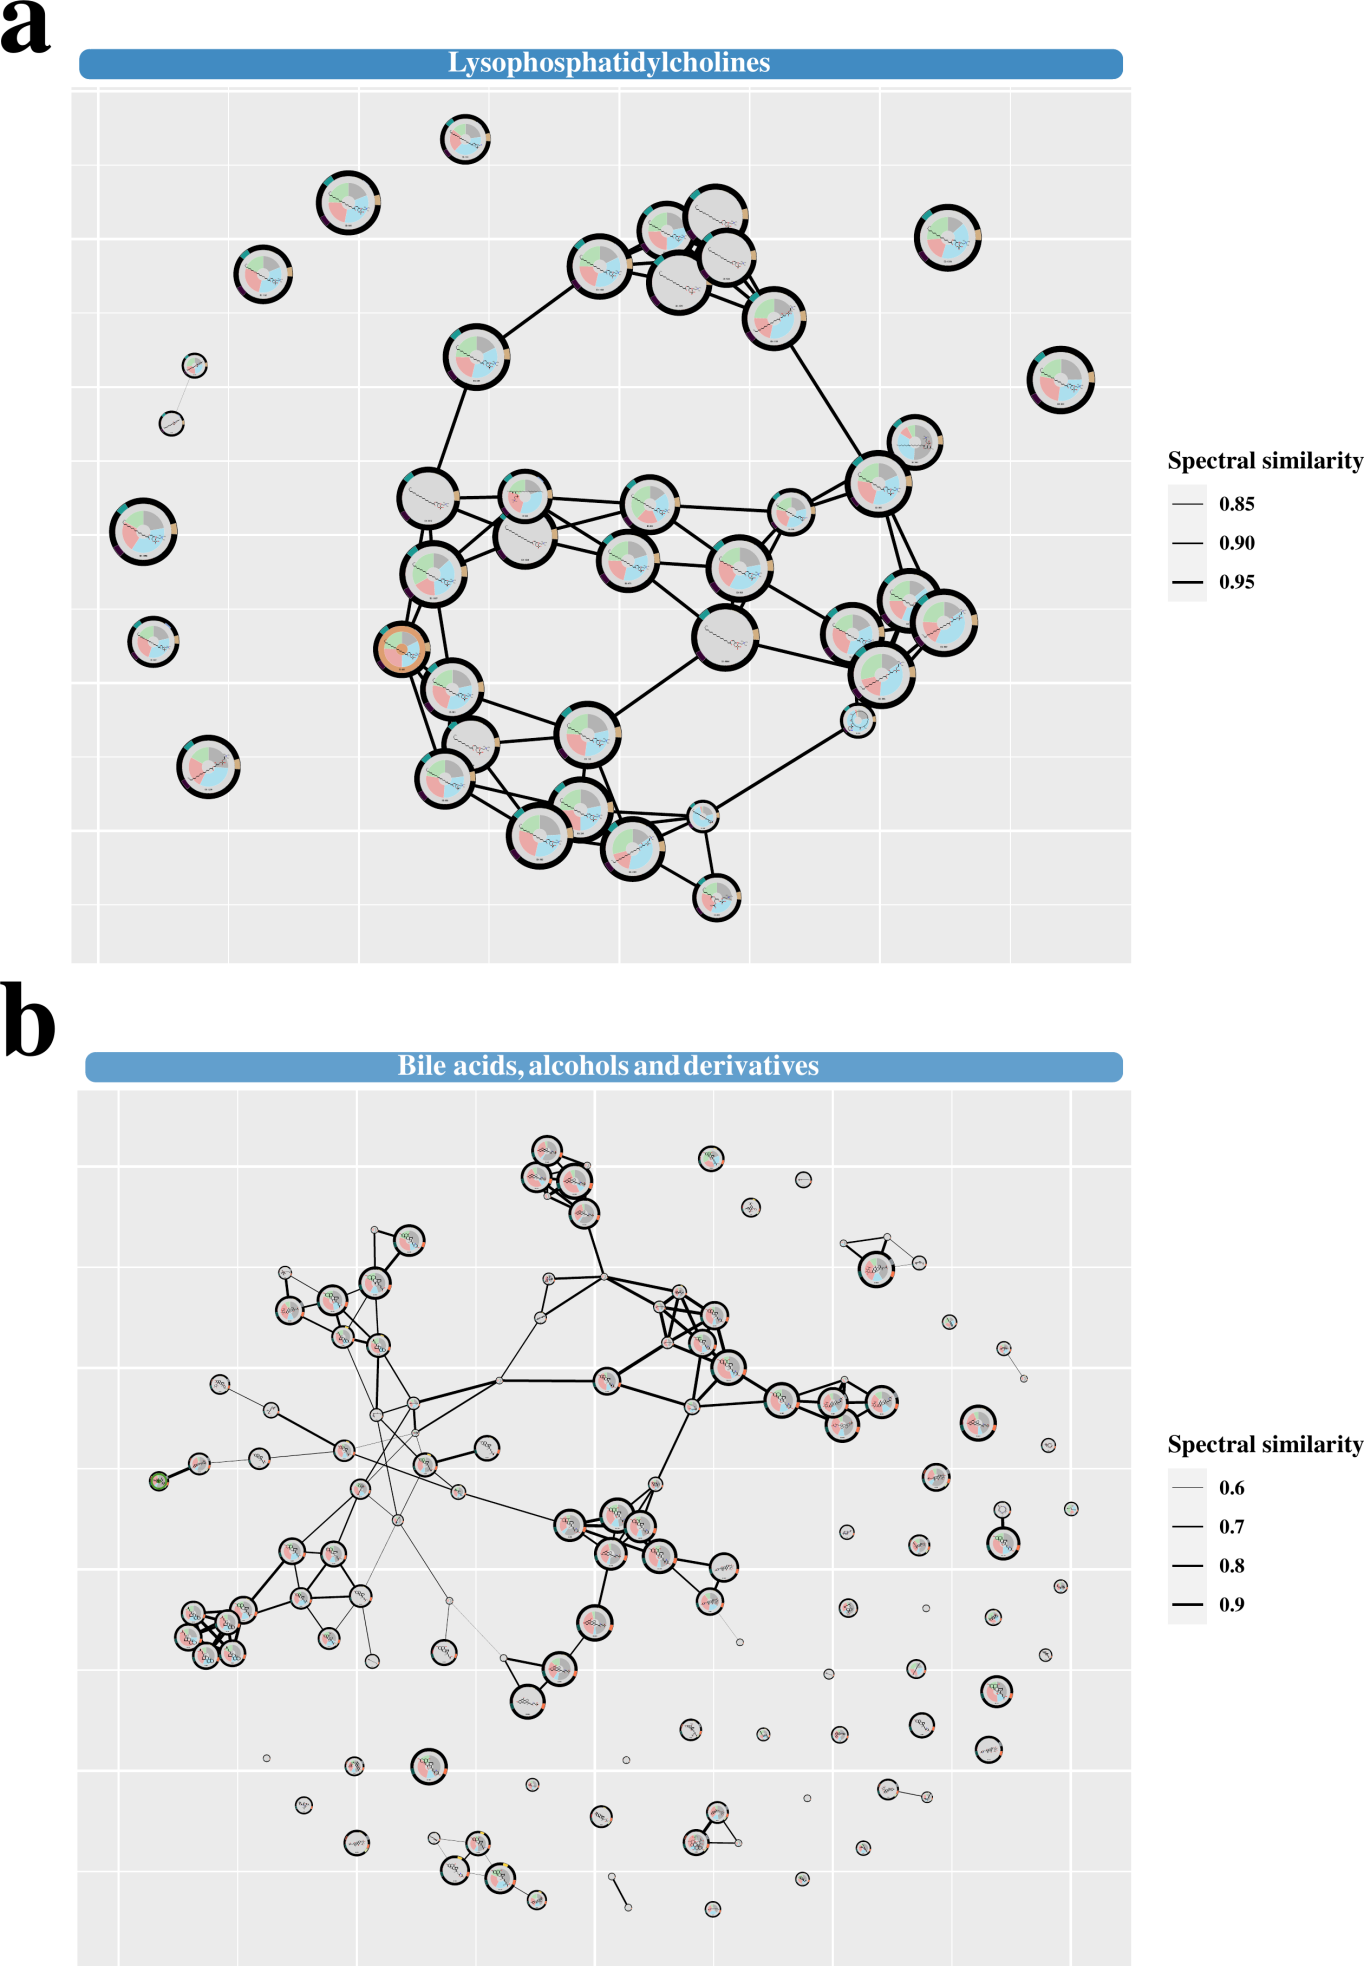 a
Lysophosphatidylcholines
Spectral similarity
0.85
0.90
0.95
b
Bile acids, alcohols and derivatives
Spectral similarity
0.6
0.7
0.8
0.9